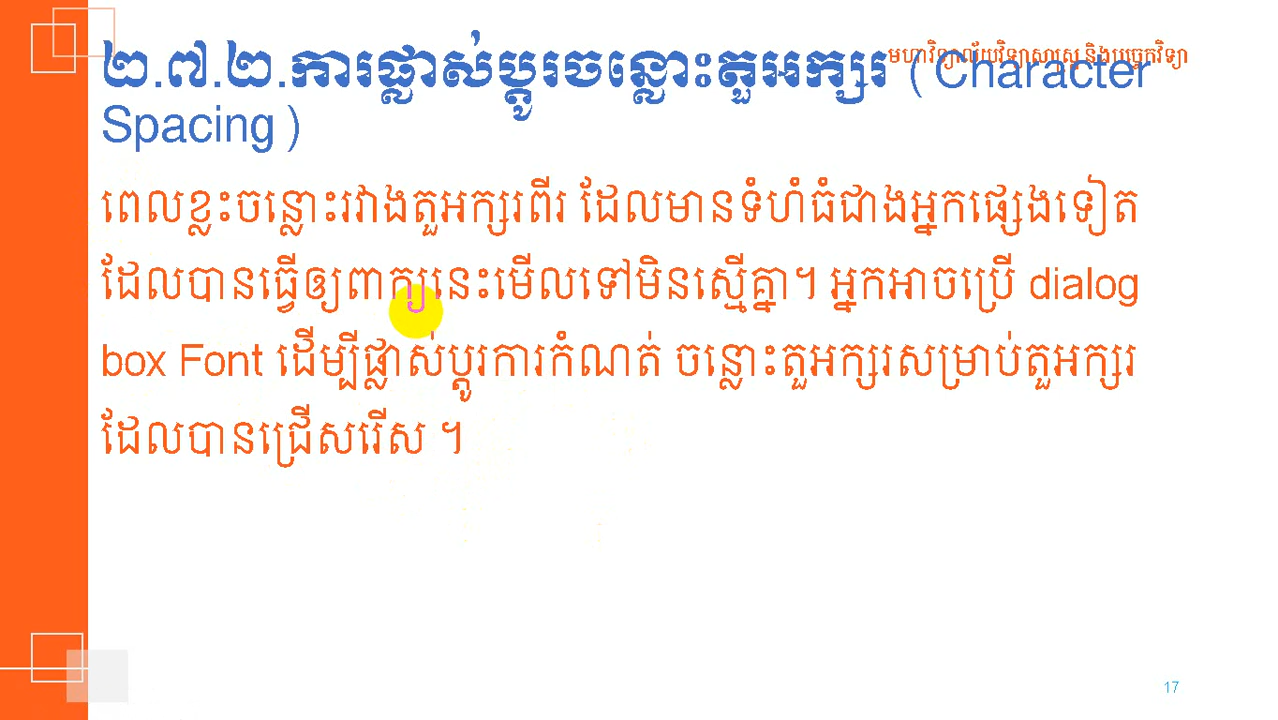 មហាវិទ្យាល័យវិទ្យាសាស្ត្រ និងបច្ចេកវិទ្យា
២.៧.២.ការផ្លាស់ប្តូរចន្លោះតួអក្សរ ( Character
Spacing )
ពេលខ្លះចន្លោះរវាងតួអក្សរពីរ ដែលមានទំហំធំជាងអ្នកផ្សេងទៀត
ដែលបានធ្វើឲ្យពាក្យនេះមើលទៅមិនស្មើគ្នា។ អ្នកអាចប្រើ dialog
box Font ដើម្បីផ្លាស់ប្តូរការកំណត់ ចន្លោះតួអក្សរសម្រាប់តួអក្សរ
ដែលបានជ្រើសរើស ។
17